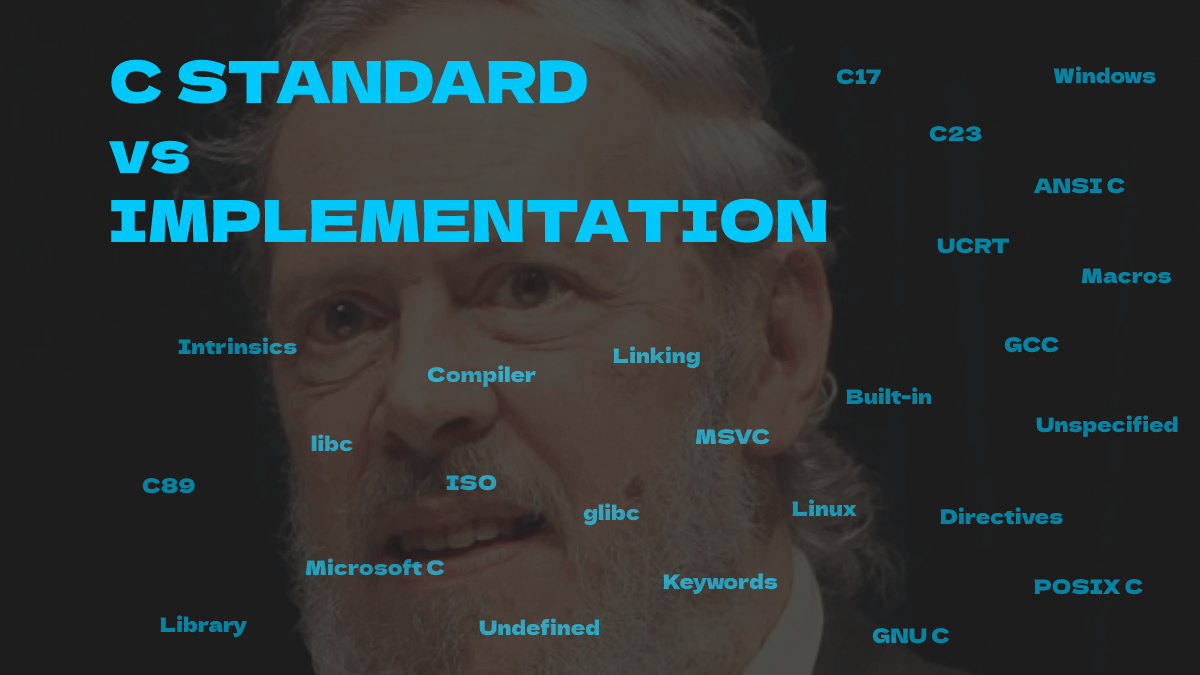 C STANDARD
vs
IMPLEMENTATION
C17
Windows
C23
ANSI C
UCRT
Macros
Intrinsics
Compiler
Linking
GCC
Built-in
Unspecified
libc
MSVC
C89
ISO
glibc
Linux
Directives
Microsoft C
Keywords
POSIX C
Library
Undefined
GNU C